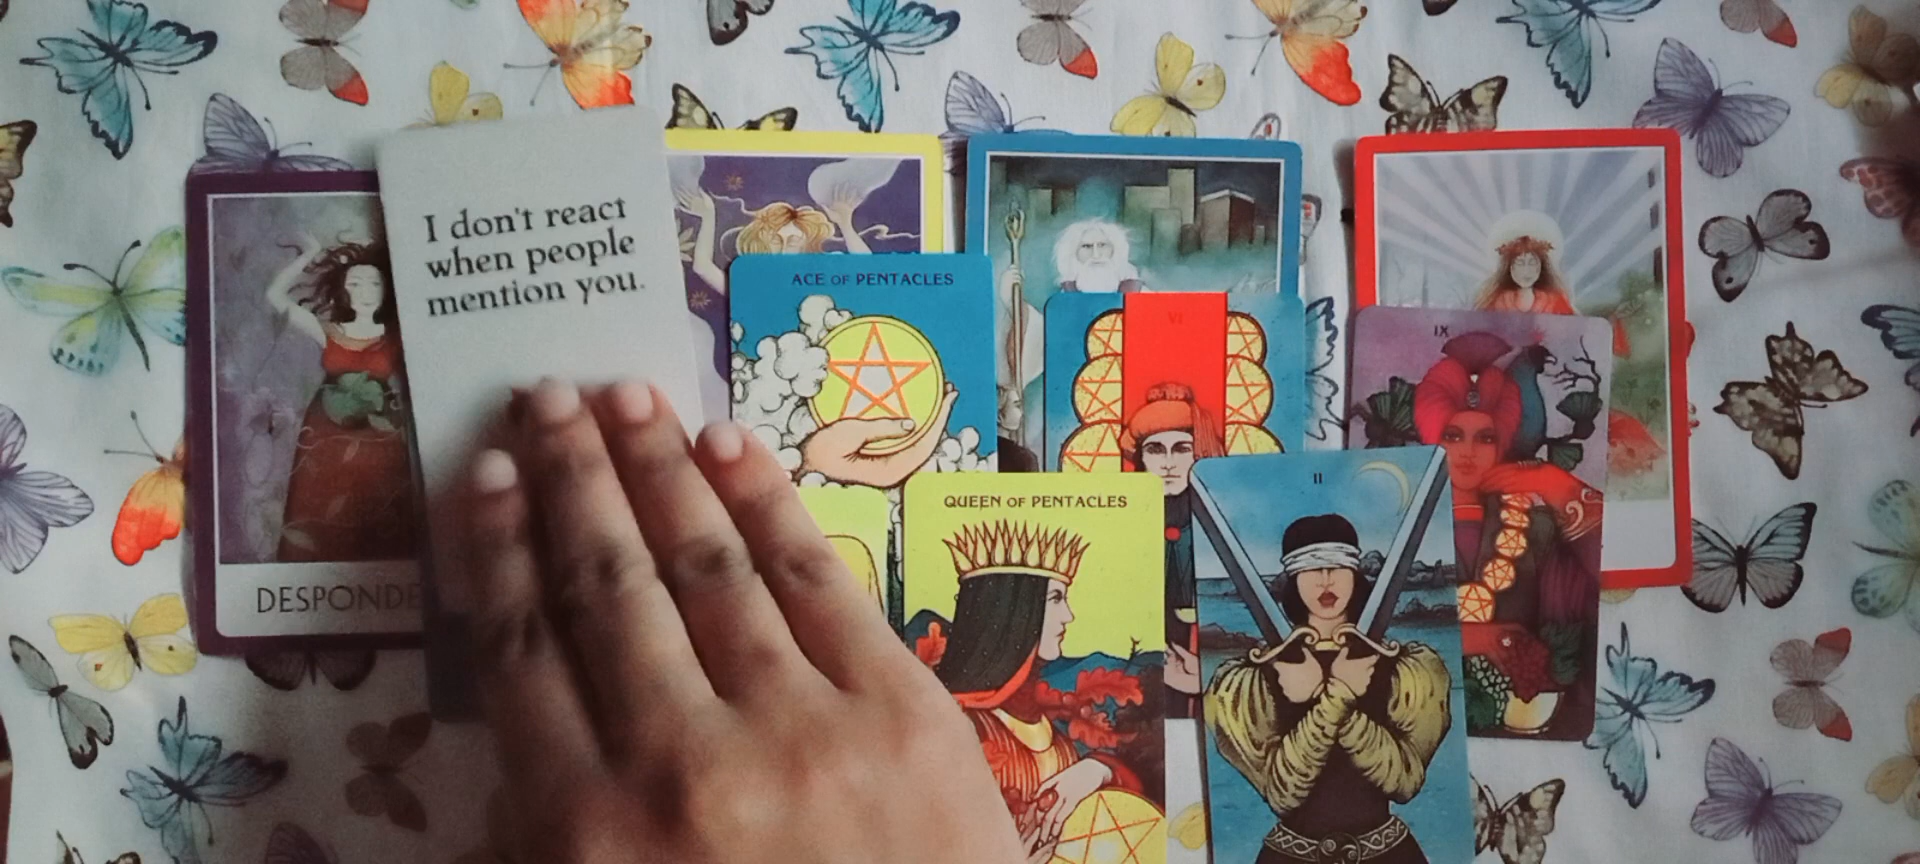 I don't react
when people
mention you.
ACE OF PENTACLES
VI
IX
II
QUEEN OF PENTACLES
DESPONDE